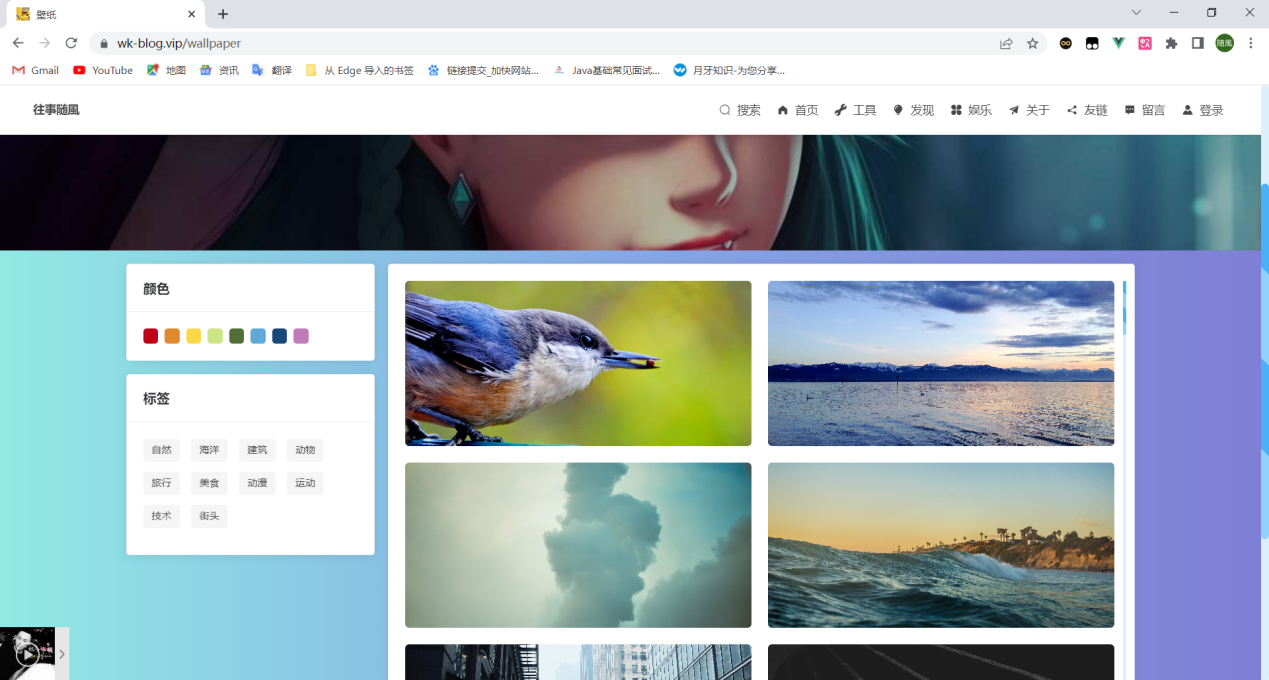 壁纸
wk-blog.vip/wallpaper
Gmail YouTube 地图 资讯 翻译 从 Edge 导入的书签 链接提交_加快网站... Java基础常见面试... 月牙知识-为您分享...
往事随風 搜索 首页 工具 发现 娱乐 关于 友链 留言 登录
颜色
标签
自然 海洋 建筑 动物
旅行 美食 动漫 运动
技术 街头